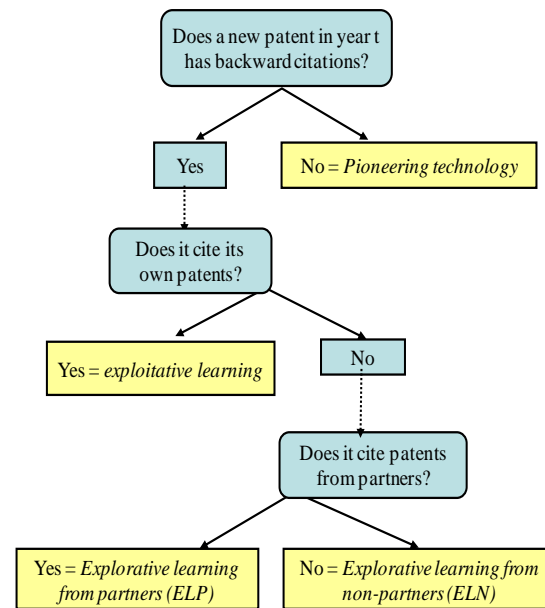 Does a new patent in year t
has backward citations?
Yes
No = Pioneering technology
Does it cite its
own patents?
Yes = exploitative learning
No
Does it cite patents
from partners?
Yes = Explorative learning
from partners (ELP)
No = Explorative learning from
non-partners (ELN)